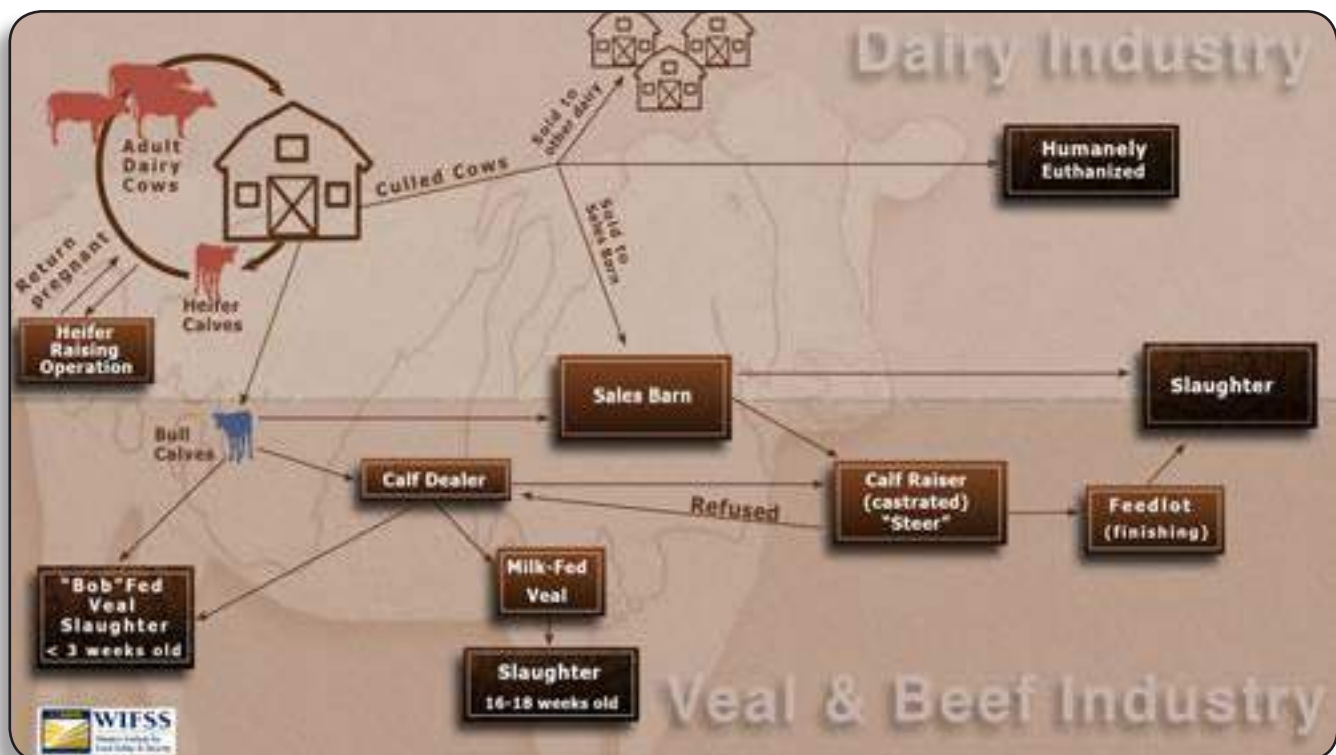 Dairy Industry
Adult
Dairy
Cows
Culled Cows
Sold to
other dairy
Sold to
Sales Barn
Humanely
Euthanized
Return
pregnant
Heifer
Calves
Heifer
Raising
Operation
Sales Barn
Slaughter
Bull
Calves
Calf Dealer
Refused
Calf Raiser
(castrated)
"Steer"
Feedlot
(finishing)
"Bob"Fed
Veal
Slaughter
< 3 weeks old
Milk-Fed
Veal
Slaughter
16-18 weeks old
Veal & Beef Industry
WIFSS